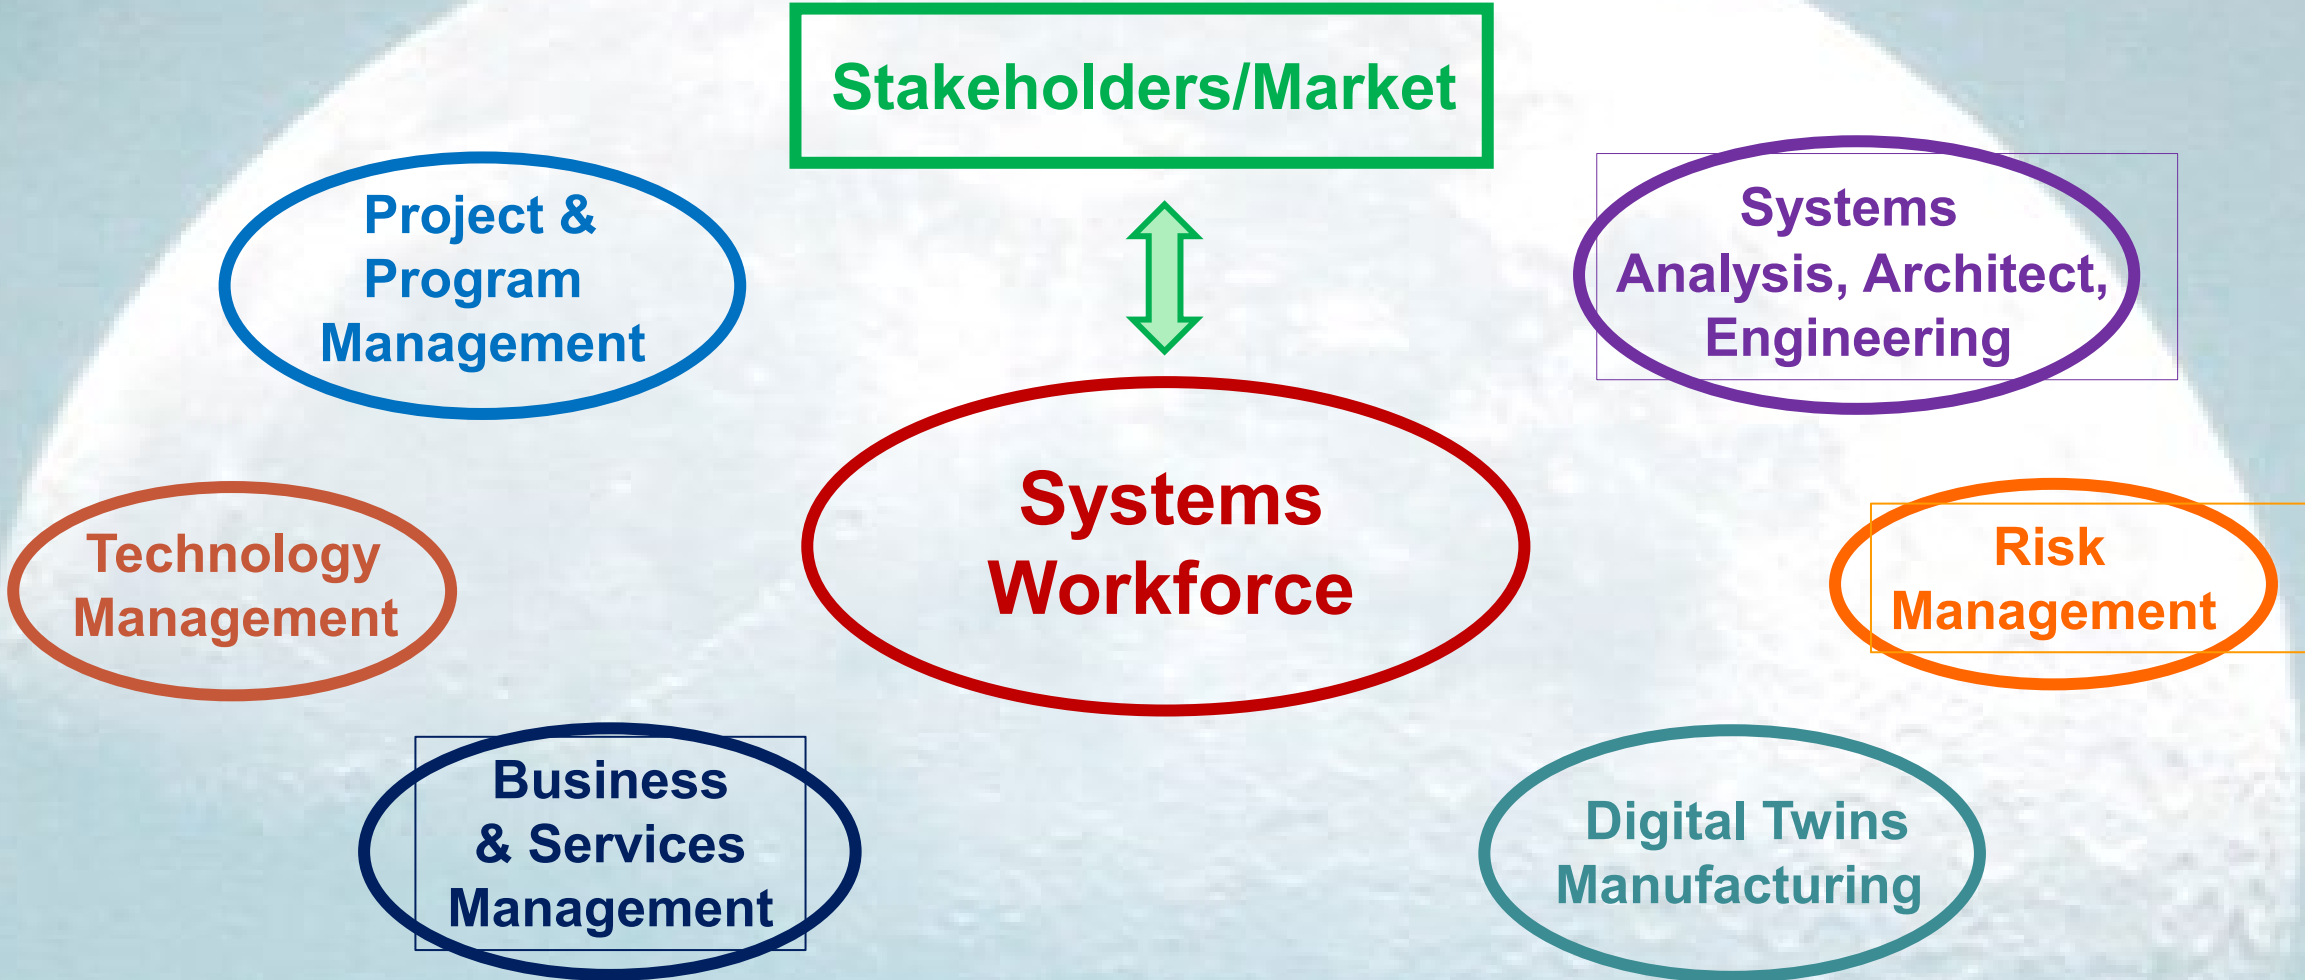 Stakeholders/Market
Project &
Program
Management
Systems
Analysis, Architect,
Engineering
Systems
Workforce
Technology
Management
Risk
Management
Business
& Services
Management
Digital Twins
Manufacturing